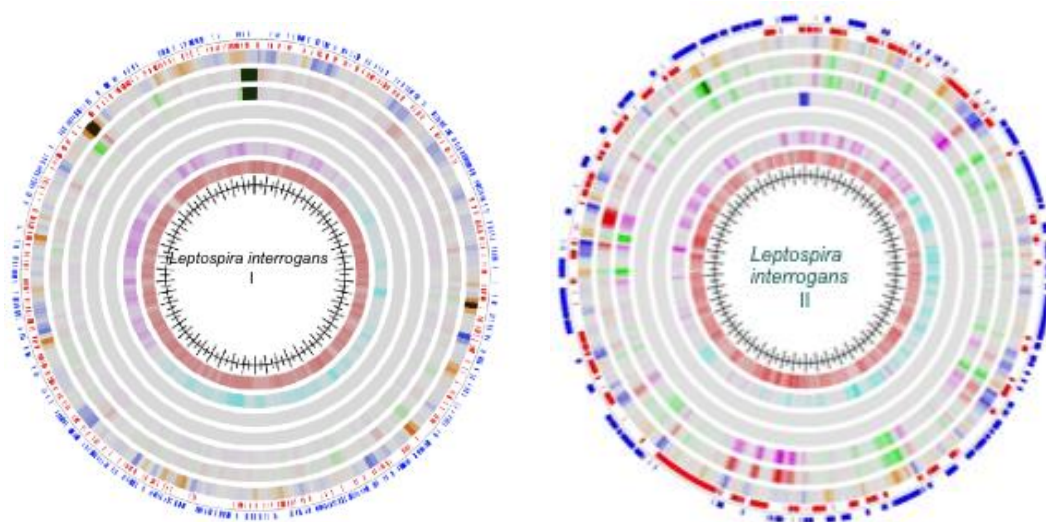 Leptospira interrogans
I
Leptospira
interrogans
II